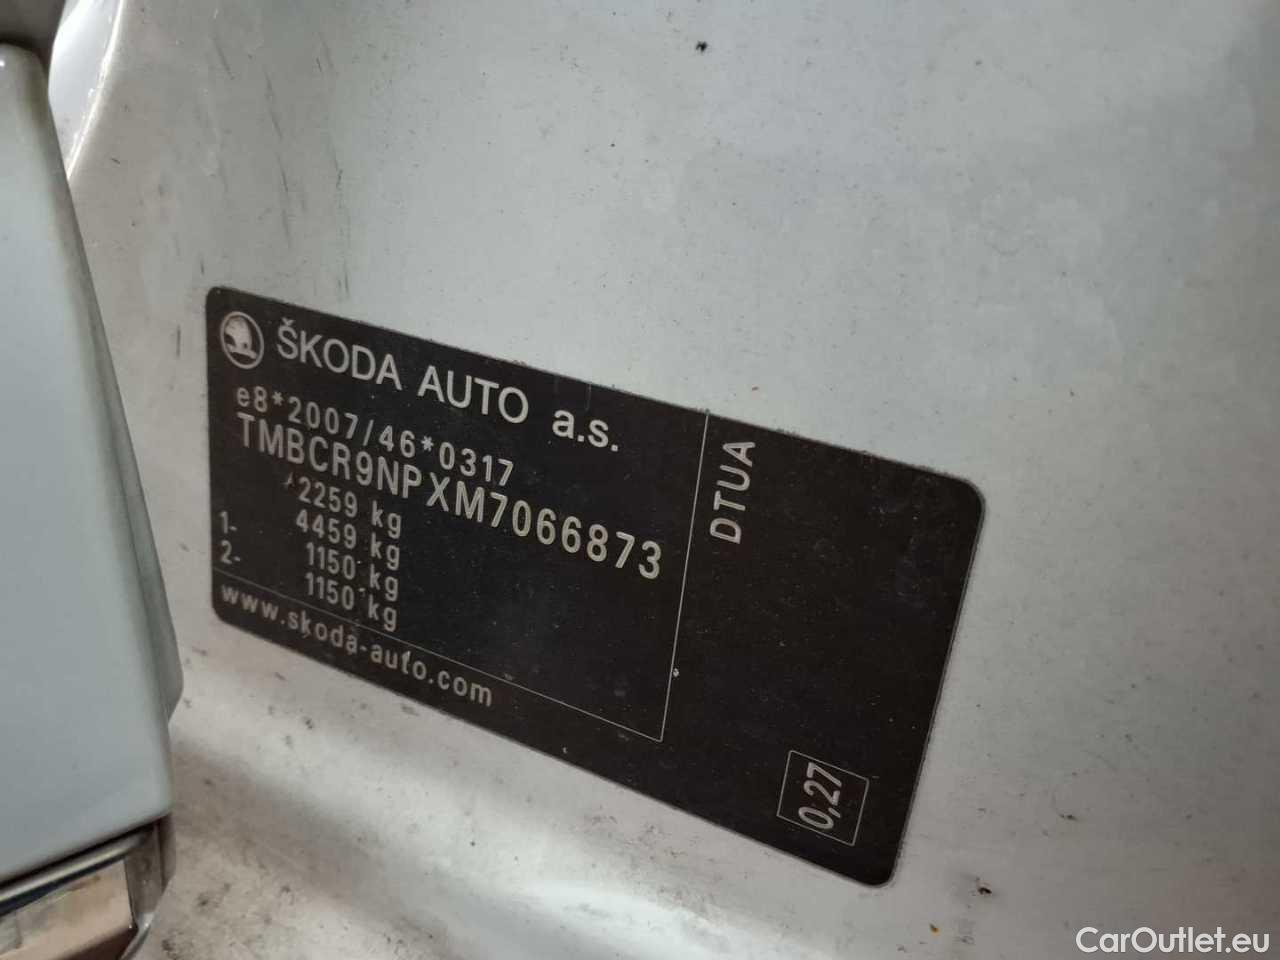 ŠKODA AUTO a.s.
e8*2007/46*0317
TMBCR9NPXM7066873
2259 kg
4459 kg
1- 1150 kg
2- 1150 kg
www.skoda-auto.com
DTUA
0,27
CarOutlet.eu